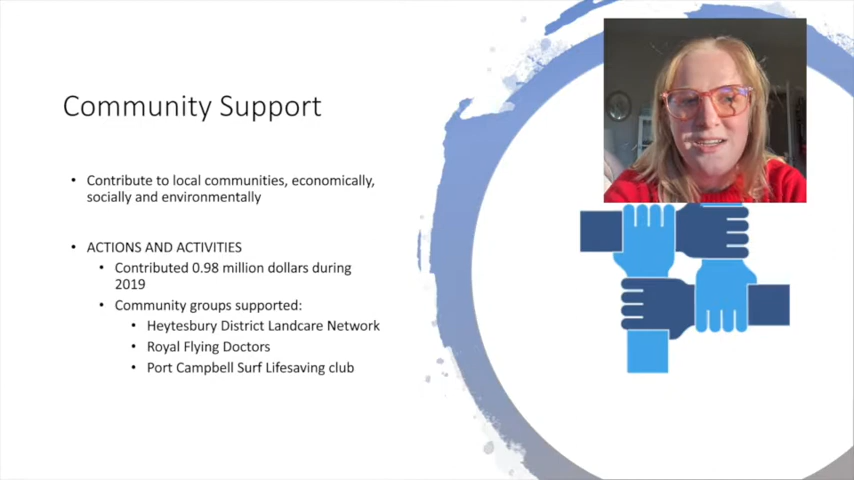 Community Support
• Contribute to local communities, economically,
socially and environmentally
• ACTIONS AND ACTIVITIES
• Contributed 0.98 million dollars during
2019
• Community groups supported:
• Heytesbury District Landcare Network
• Royal Flying Doctors
• Port Campbell Surf Lifesaving club